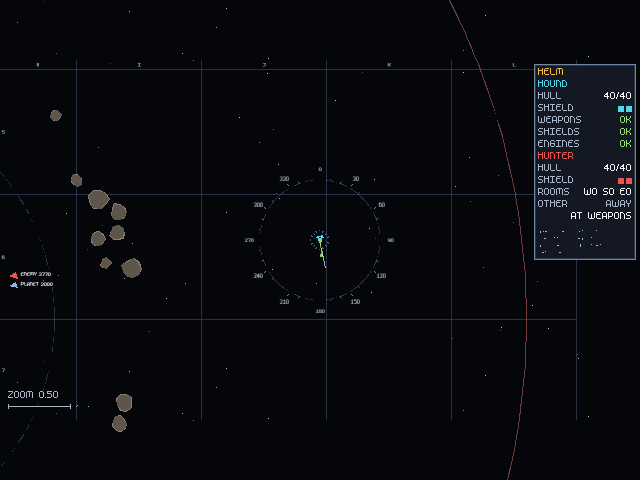 I
J
K
L
5
6
7
0
30
60
90
120
150
180
210
240
270
300
330
ENEMY 2770
PLANET 2000
ZOOM 0.50
HELM
HOUND
HULL 40/40
SHIELD
WEAPONS OK
SHIELDS OK
ENGINES OK
HUNTER
HULL 40/40
SHIELD
ROOMS WO SO EO
OTHER AWAY
AT WEAPONS